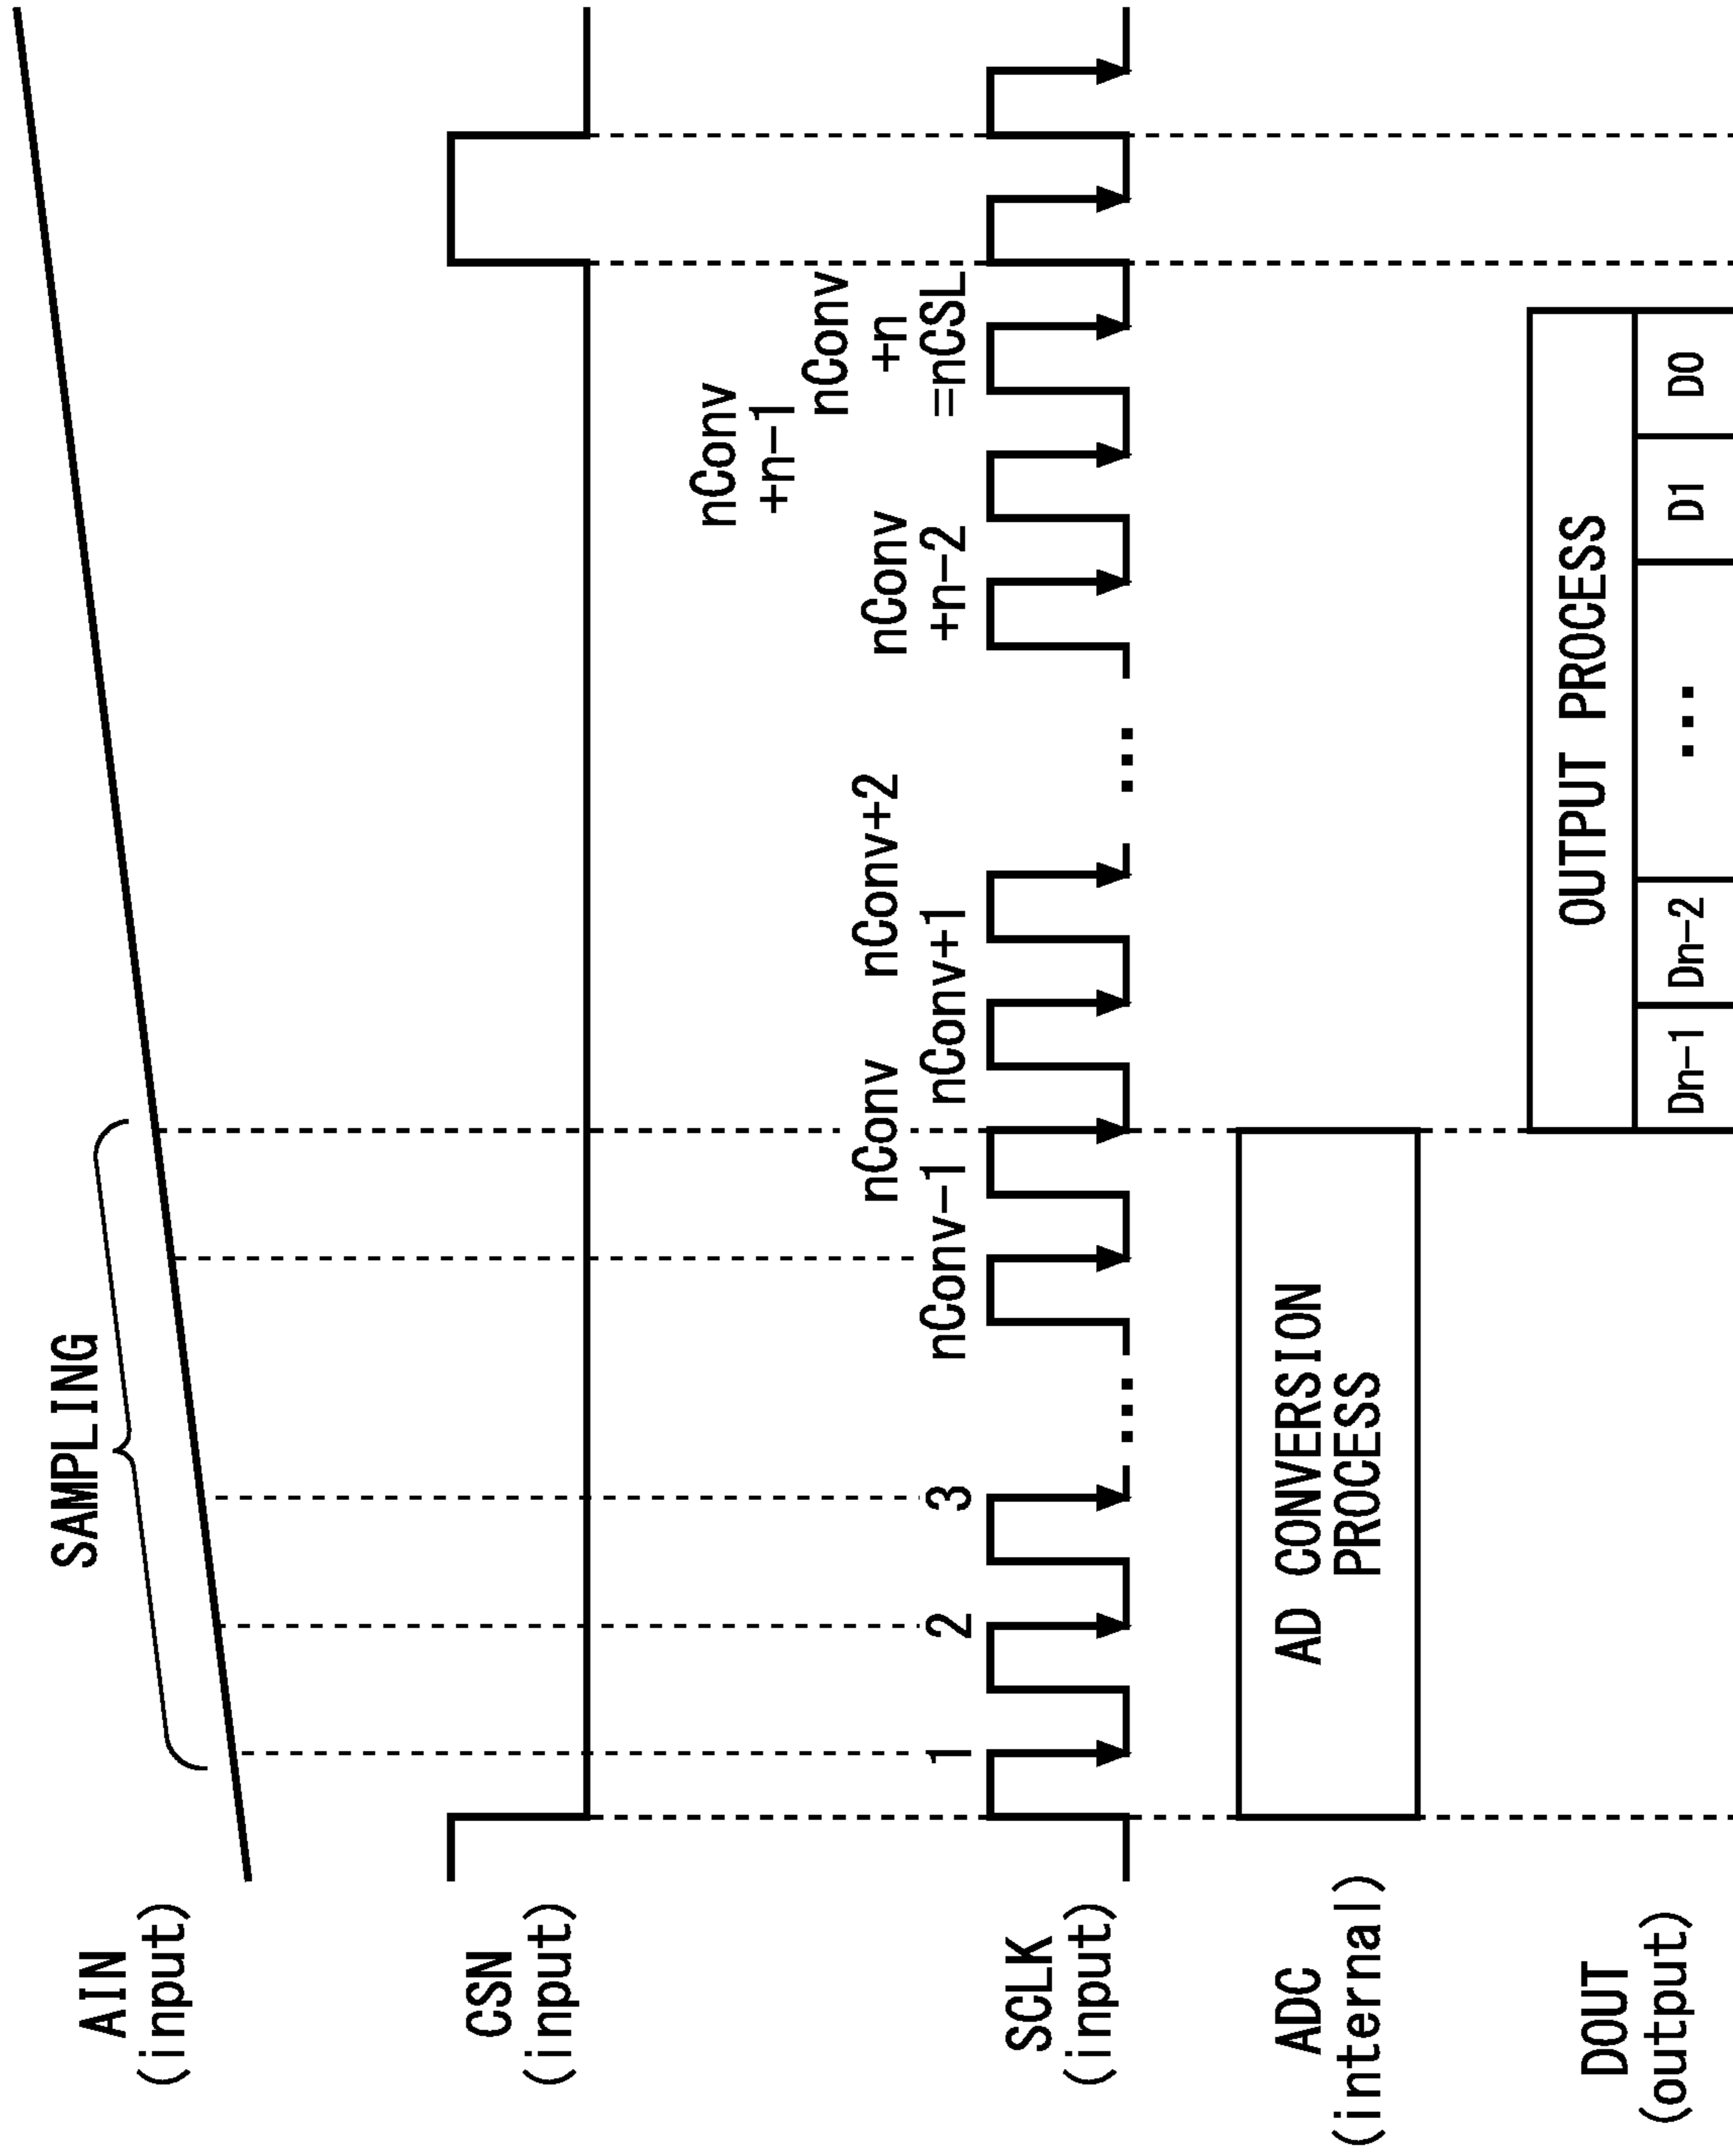 SAMPLING
AIN
(input)
CSN
(input)
nConv
+n-1
SCLK
(input)
1
2
3
nConv-1
nConv
nConv+1
nConv+2
nConv
+n-2
nConv
+n
=nCSL
ADC
(internal)
AD CONVERSION
PROCESS
DOUT
(output)
OUTPUT PROCESS
Dn-1
Dn-2
...
D1
D0